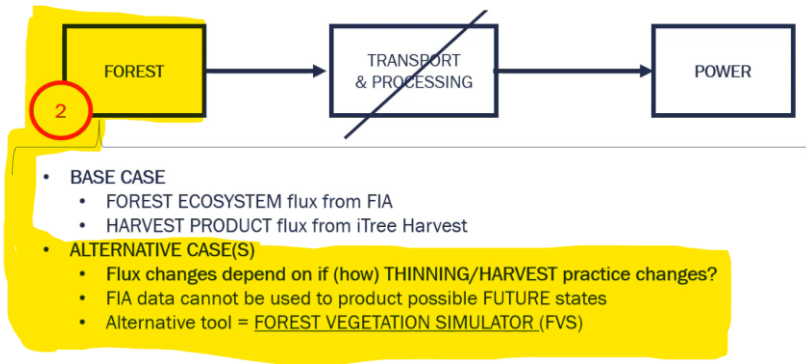 FOREST
TRANSPORT
& PROCESSING
POWER
2
• BASE CASE
• FOREST ECOSYSTEM flux from FIA
• HARVEST PRODUCT flux from iTree Harvest
• ALTERNATIVE CASE(S)
• Flux changes depend on if (how) THINNING/HARVEST practice changes?
• FIA data cannot be used to product possible FUTURE states
• Alternative tool = FOREST VEGETATION SIMULATOR (FVS)